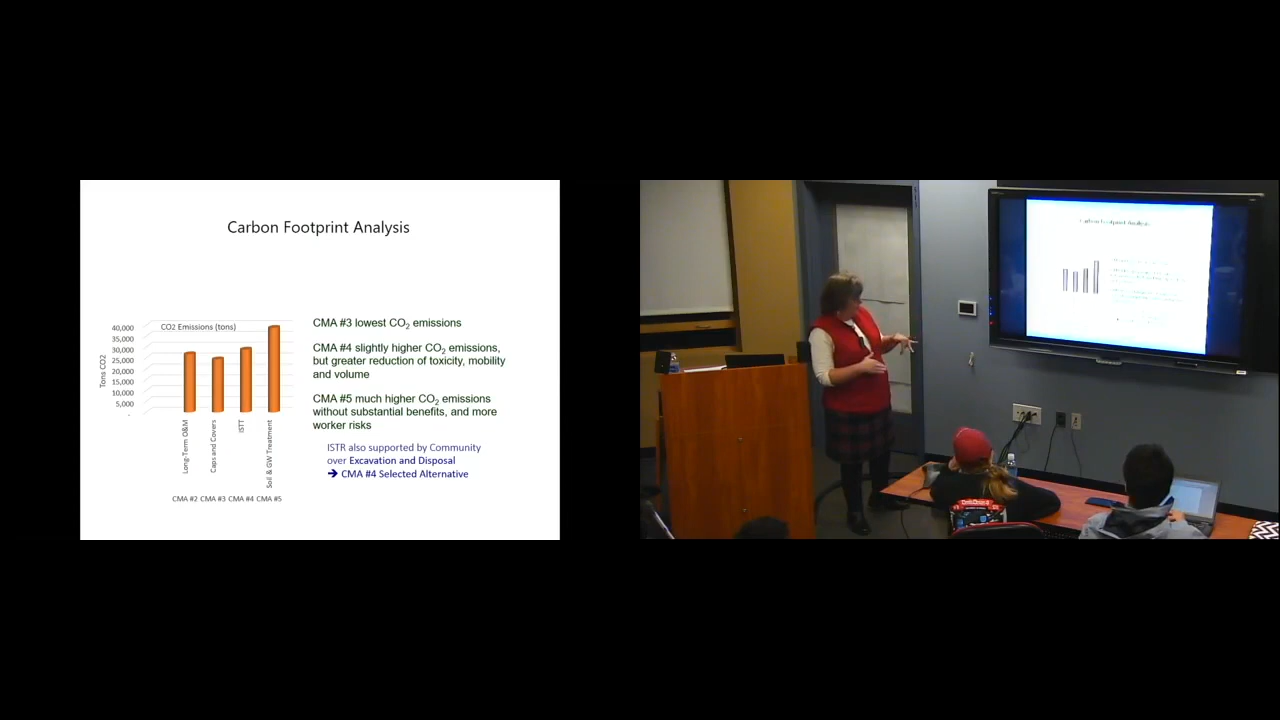 Carbon Footprint Analysis
CO2 Emissions (tons)
40,000
35,000
30,000
25,000
20,000
15,000
10,000
5,000
-
Tons CO2
Long-Term O&M
Caps and Covers
ISTT
Soil & GW Treatment
CMA #2 CMA #3 CMA #4 CMA #5
CMA #3 lowest CO2 emissions
CMA #4 slightly higher CO2 emissions,
but greater reduction of toxicity, mobility
and volume
CMA #5 much higher CO2 emissions
without substantial benefits, and more
worker risks
ISTR also supported by Community
over Excavation and Disposal
➔ CMA #4 Selected Alternative
Carbon Footprint Analysis